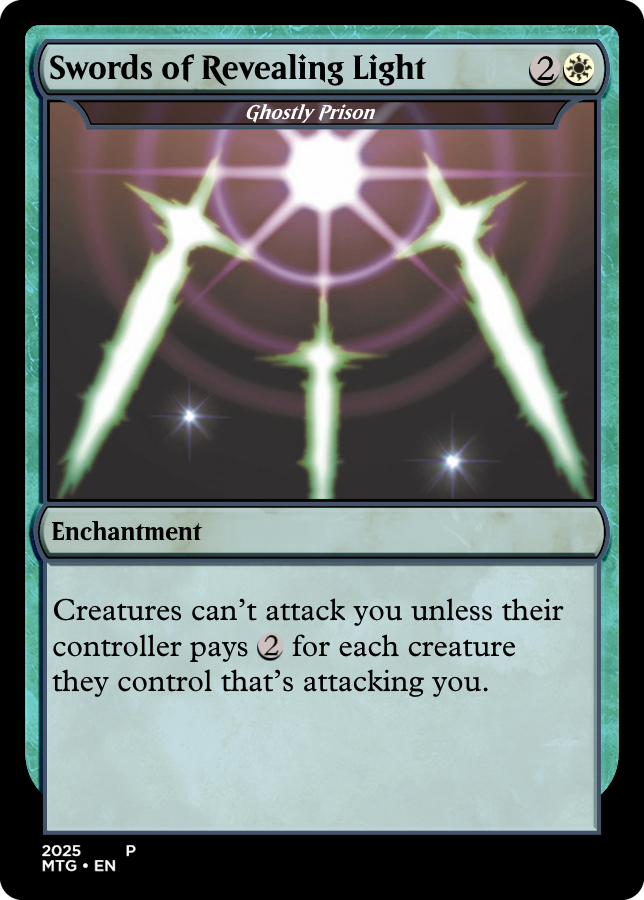 Swords of Revealing Light 2
Ghostly Prison
Enchantment
Creatures can't attack you unless their
controller pays 2 for each creature
they control that's attacking you.
2025 P
MTG • EN